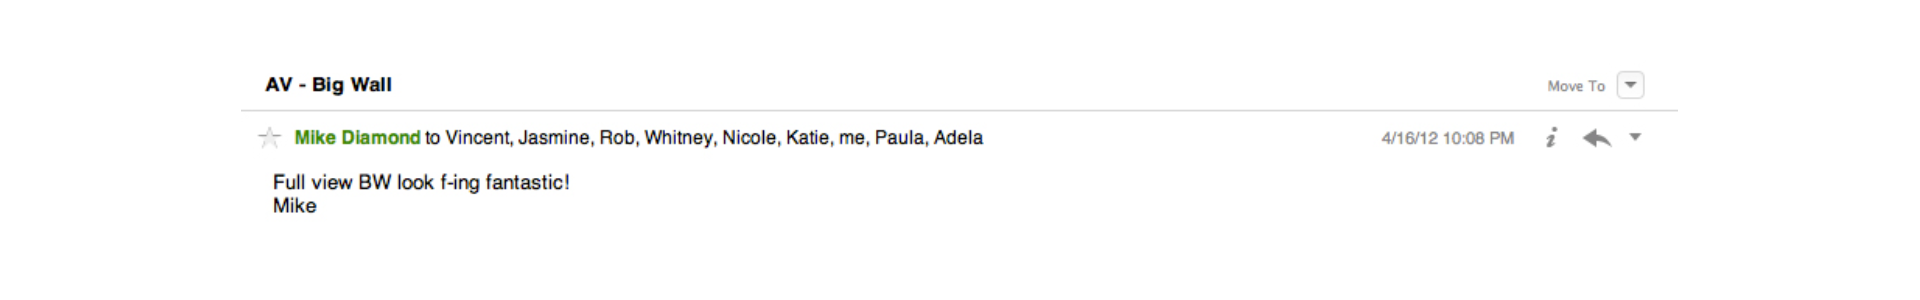 AV - Big Wall
Move To
Mike Diamond to Vincent, Jasmine, Rob, Whitney, Nicole, Katie, me, Paula, Adela
4/16/12 10:08 PM
Full view BW look f-ing fantastic!
Mike